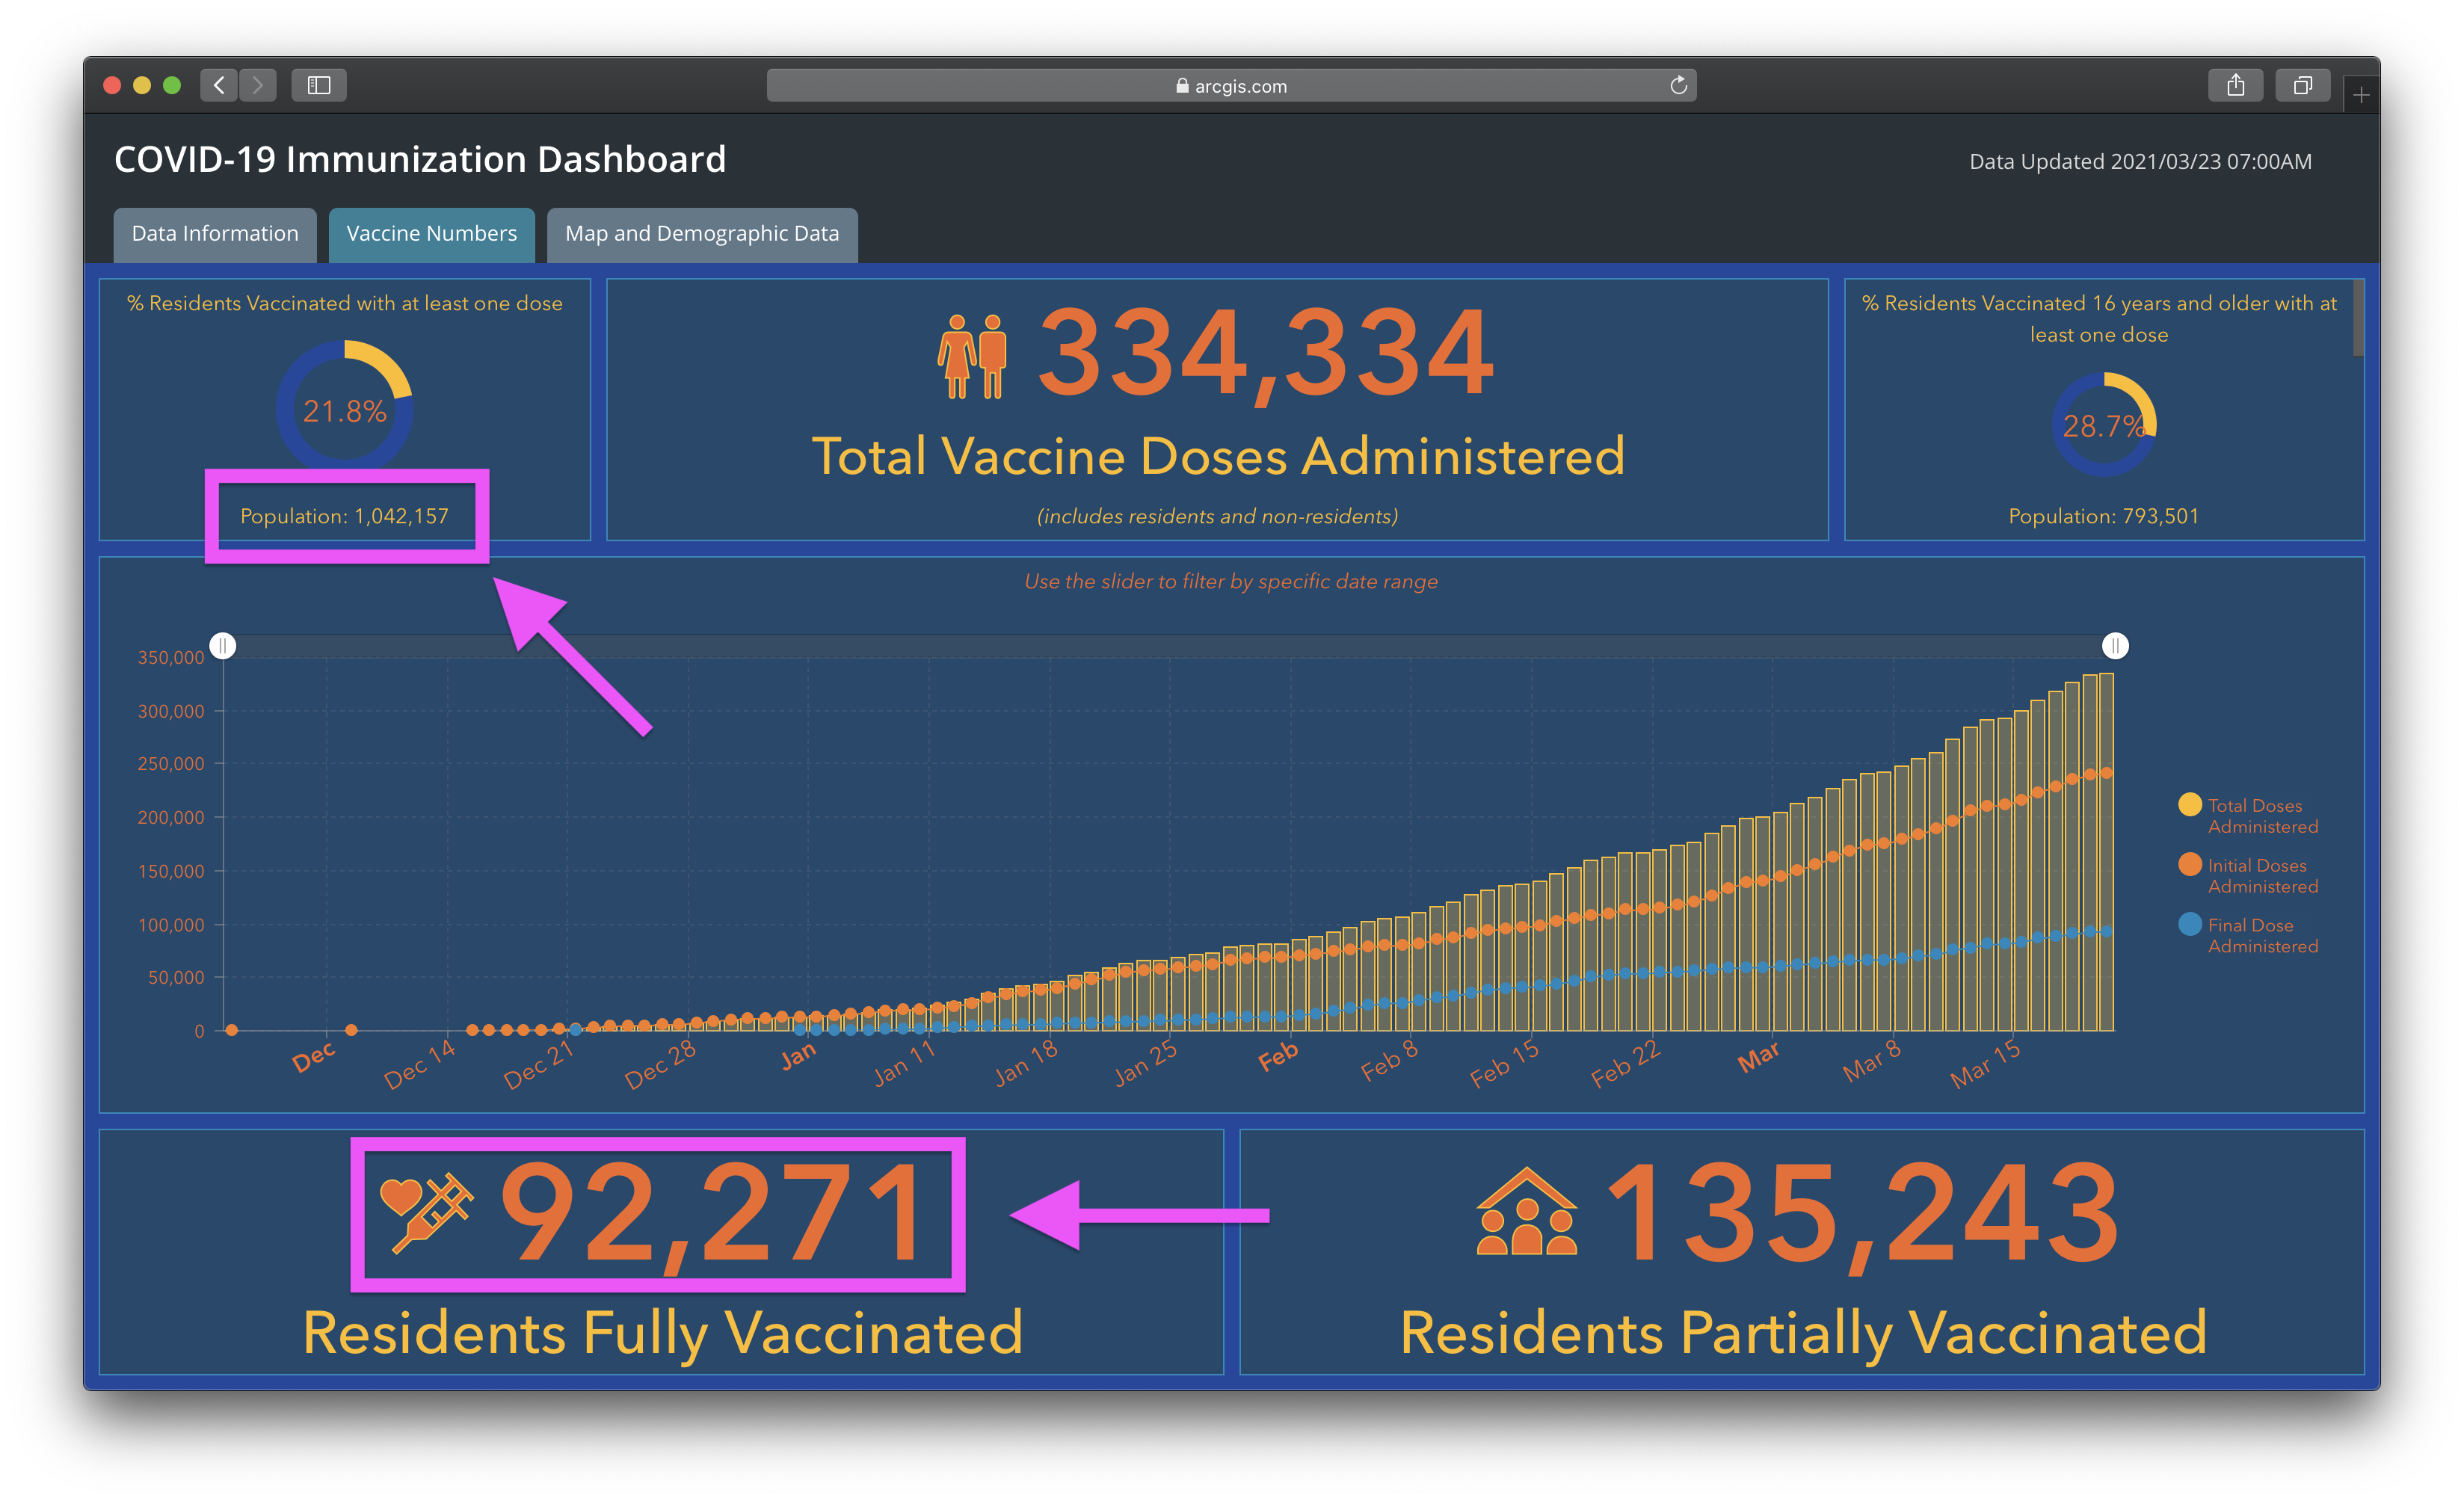 arcgis.com
COVID-19 Immunization Dashboard
Data Updated 2021/03/23 07:00AM
Data Information
Vaccine Numbers
Map and Demographic Data
% Residents Vaccinated with at least one dose
21.8%
Population: 1,042,157
334,334
Total Vaccine Doses Administered
(includes residents and non-residents)
% Residents Vaccinated 16 years and older with at
least one dose
28.7%
Population: 793,501
Use the slider to filter by specific date range
350,000
300,000
250,000
200,000
150,000
100,000
50,000
0
Dec
Dec 14
Dec 21
Dec 28
Jan
Jan 11
Jan 18
Jan 25
Feb
Feb 8
Feb 15
Feb 22
Mar
Mar 8
Mar 15
Total Doses
Administered
Initial Doses
Administered
Final Dose
Administered
92,271
Residents Fully Vaccinated
135,243
Residents Partially Vaccinated